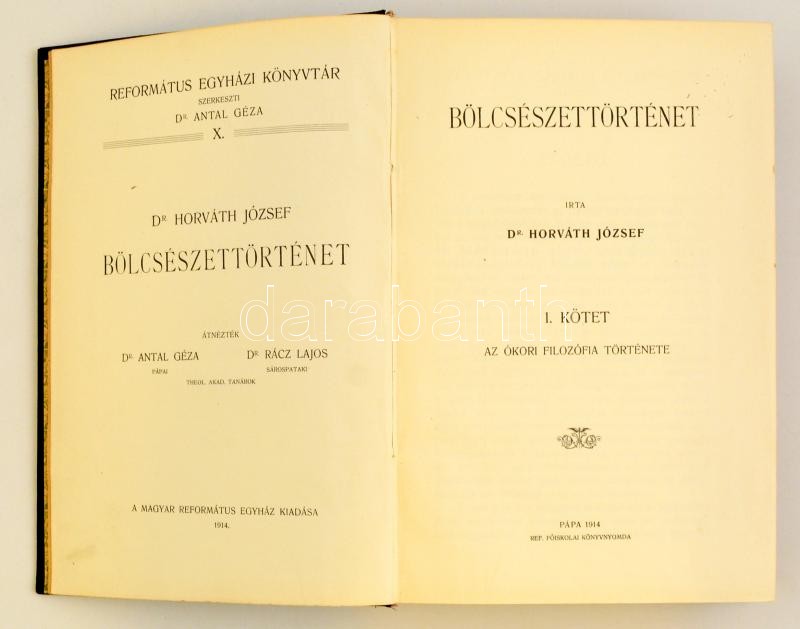 REFORMÁTUS EGYHÁZI KÖNYVTÁR
SZERKESZTI
DR. ANTAL GÉZA
X.
DR HORVÁTH JÓZSEF
BÖLCSÉSZETTÖRTÉNET
ÁTNÉZTÉK
DR. ANTAL GÉZA DR. RÁCZ LAJOS
PÁPAI SÁROSPATAKI
THEOL. AKAD. TANÁROK
A MAGYAR REFORMÁTUS EGYHÁZ KIADÁSA
1914.
BÖLCSÉSZETTÖRTÉNET
IRTA
DR. HORVÁTH JÓZSEF
I. KÖTET
AZ ÓKORI FILOZÓFIA TÖRTÉNETE
PÁPA 1914
REF. FŐISKOLAI KÖNYVNYOMDA
darabanth